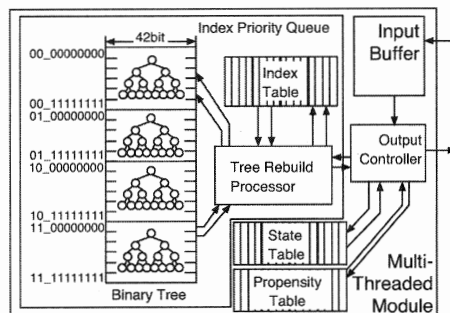 42bit
Index Priority Queue
Input
Buffer
00_00000000
Index
Table
00_11111111
01_00000000
01_11111111
10_00000000
Tree Rebuild
Processor
Output
Controller
10_11111111
11_00000000
State
Table
Propensity
Table
Multi-
Threaded
Module
11_11111111
Binary Tree